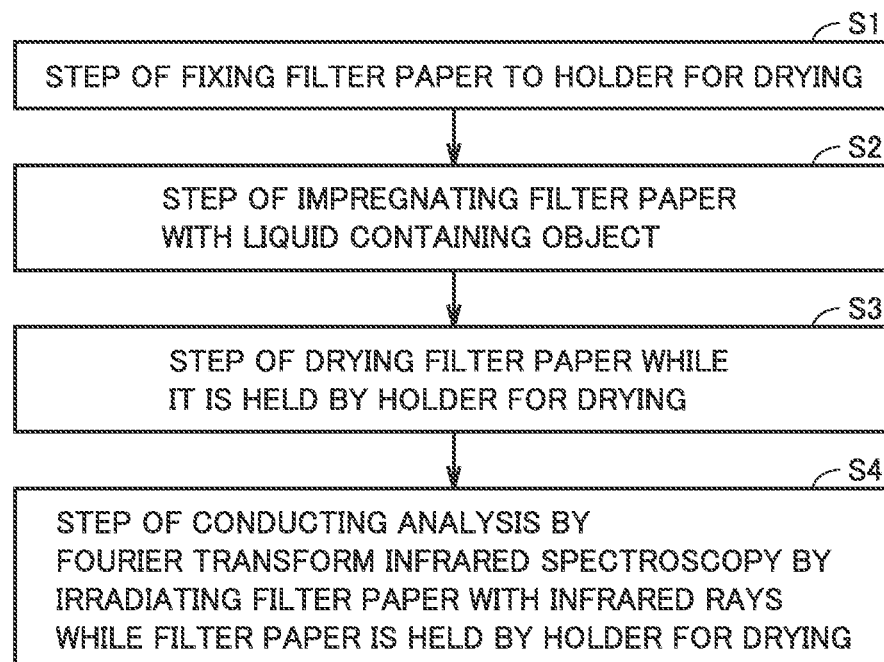 S1
STEP OF FIXING FILTER PAPER TO HOLDER FOR DRYING
S2
STEP OF IMPREGNATING FILTER PAPER
WITH LIQUID CONTAINING OBJECT
S3
STEP OF DRYING FILTER PAPER WHILE
IT IS HELD BY HOLDER FOR DRYING
S4
STEP OF CONDUCTING ANALYSIS BY
FOURIER TRANSFORM INFRARED SPECTROSCOPY BY
IRRADIATING FILTER PAPER WITH INFRARED RAYS
WHILE FILTER PAPER IS HELD BY HOLDER FOR DRYING